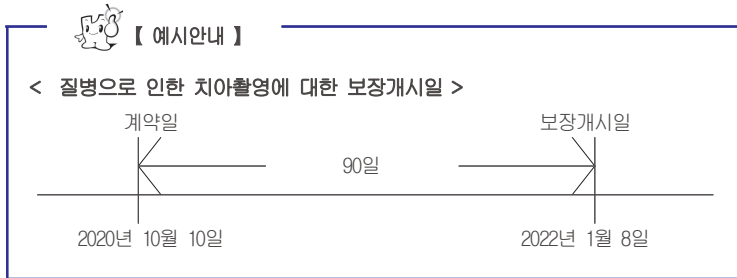 【 예시안내 】
< 질병으로 인한 치아촬영에 대한 보장개시일 >
계약일 보장개시일
90일
2020년 10월 10일 2022년 1월 8일